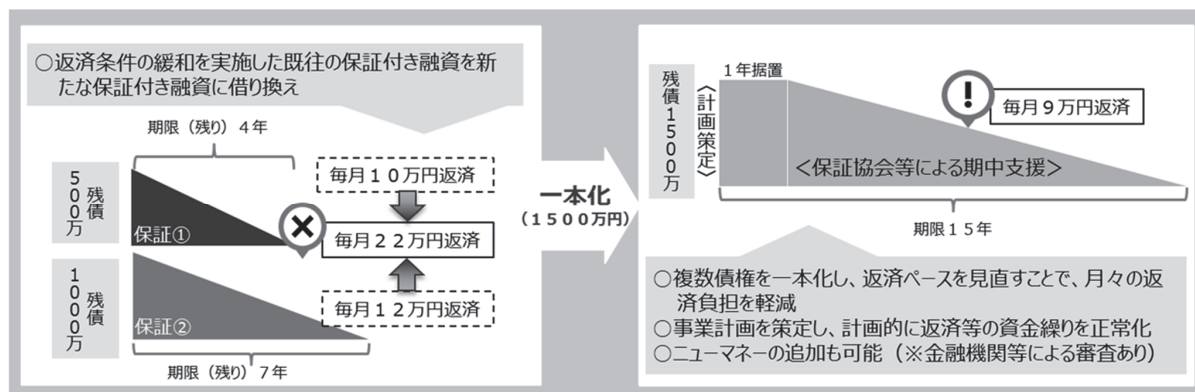 ○返済条件の緩和を実施した既往の保証付き融資を新
たな保証付き融資に借り換え
期限（残り）４年
残債
５００万
保証①
毎月１０万円返済
毎月２２万円返済
毎月１２万円返済
残債
１０００万
保証②
期限（残り）７年
一本化
（１５００万円）
残債１５００万
＜計画策定＞
１年据置
！
毎月９万円返済
＜保証協会等による期中支援＞
期限１５年
○複数債権を一本化し、返済ペースを見直すことで、月々の返
済負担を軽減
○事業計画を策定し、計画的に返済等の資金繰りを正常化
○ニューマネーの追加も可能（※金融機関等による審査あり）